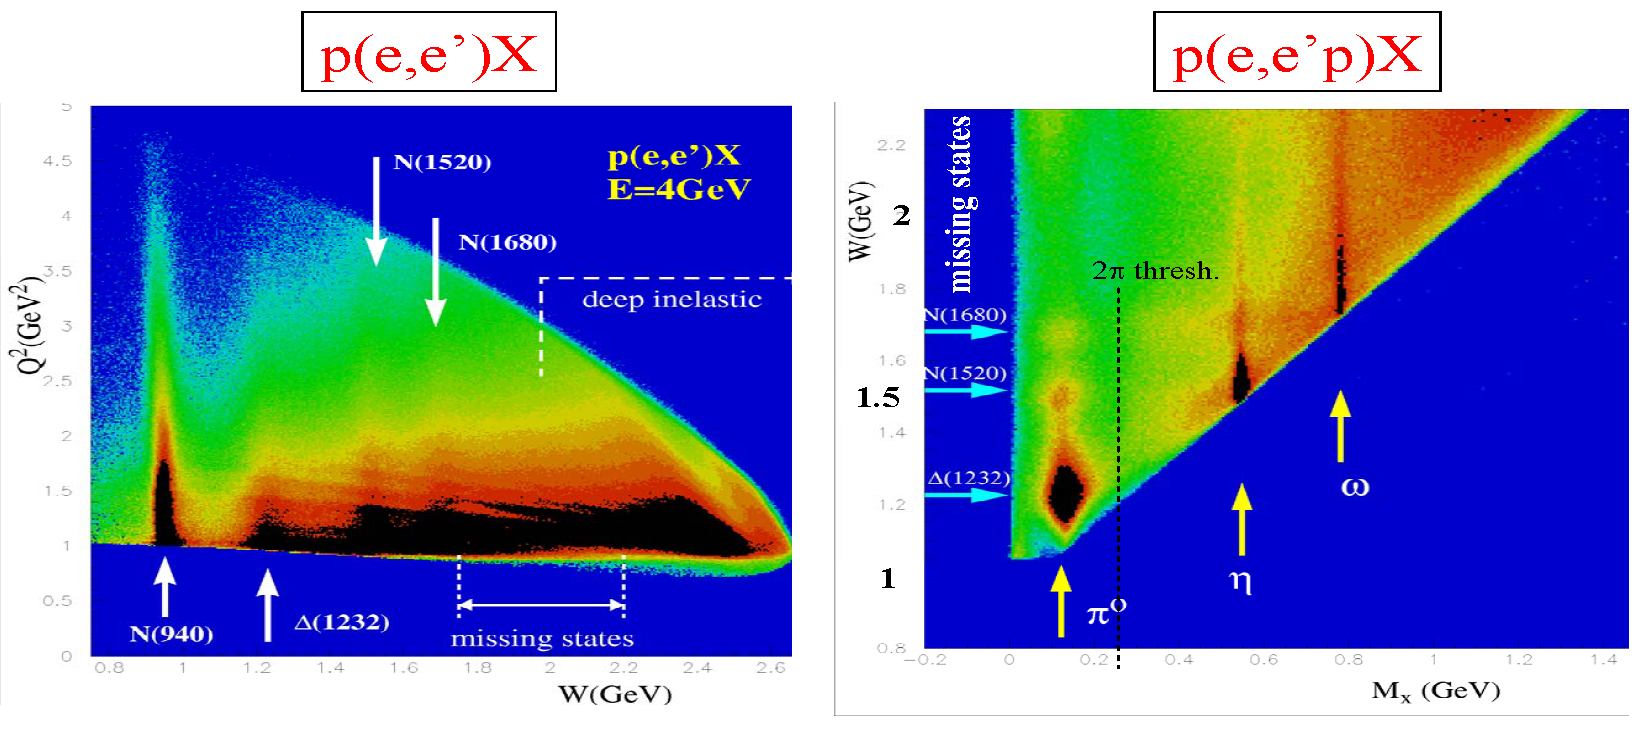 p(e,e’)X
5
4.5
4
3.5
3
2.5
2
1.5
1
0.5
0
Q²(GeV²)
N(1520)
N(1680)
p(e,e’)X
E=4GeV
deep inelastic
N(940)
Δ(1232)
missing states
0.8 1 1.2 1.4 1.6 1.8 2 2.2 2.4 2.6
W(GeV)
p(e,e’p)X
missing states
W(GeV)
2.2
2
1.8
1.6
1.5
1.4
1.2
1
0.8
N(1680)
N(1520)
Δ(1232)
2π thresh.
πo
η
ω
−0.2 0 0.2 0.4 0.6 0.8 1 1.2 1.4
Mx (GeV)